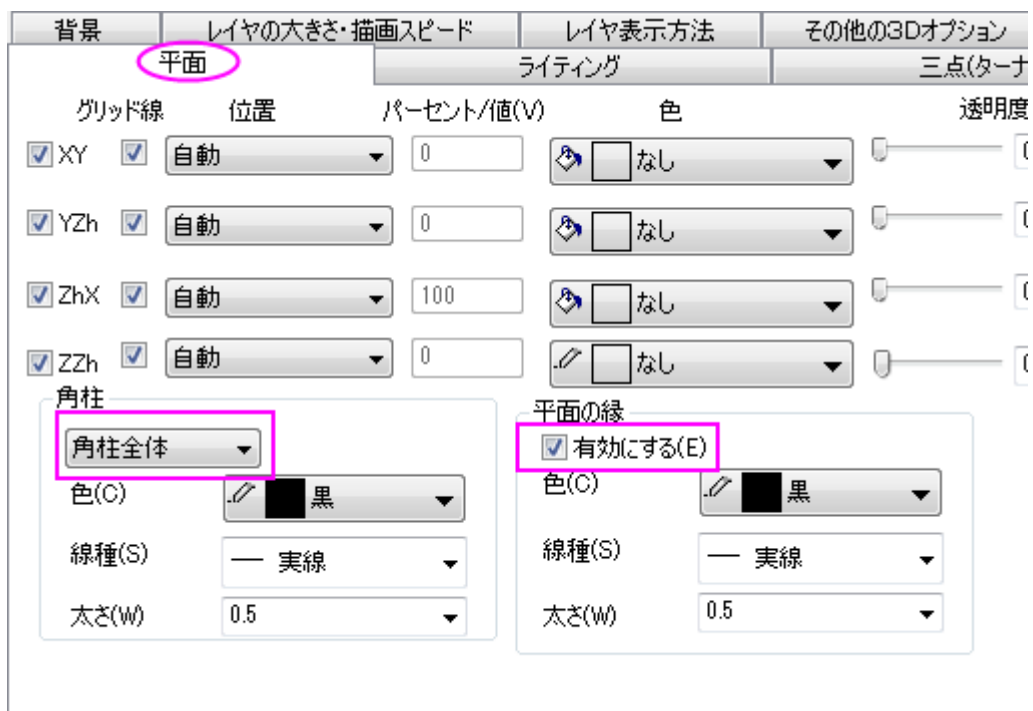 背景 レイヤの大きさ・描画スピード レイヤ表示方法 その他の3Dオプション
平面 ライティング 三点(ターナ
グリッド線 位置 パーセント/値(V) 色 透明度
XY 自動 0 なし
YZh 自動 0 なし
ZhX 自動 100 なし
ZZh 自動 0 なし
角柱
角柱全体
色(C) 黒
線種(S) 実線
太さ(W) 0.5
平面の縁
有効にする(E)
色(C) 黒
線種(S) 実線
太さ(W) 0.5